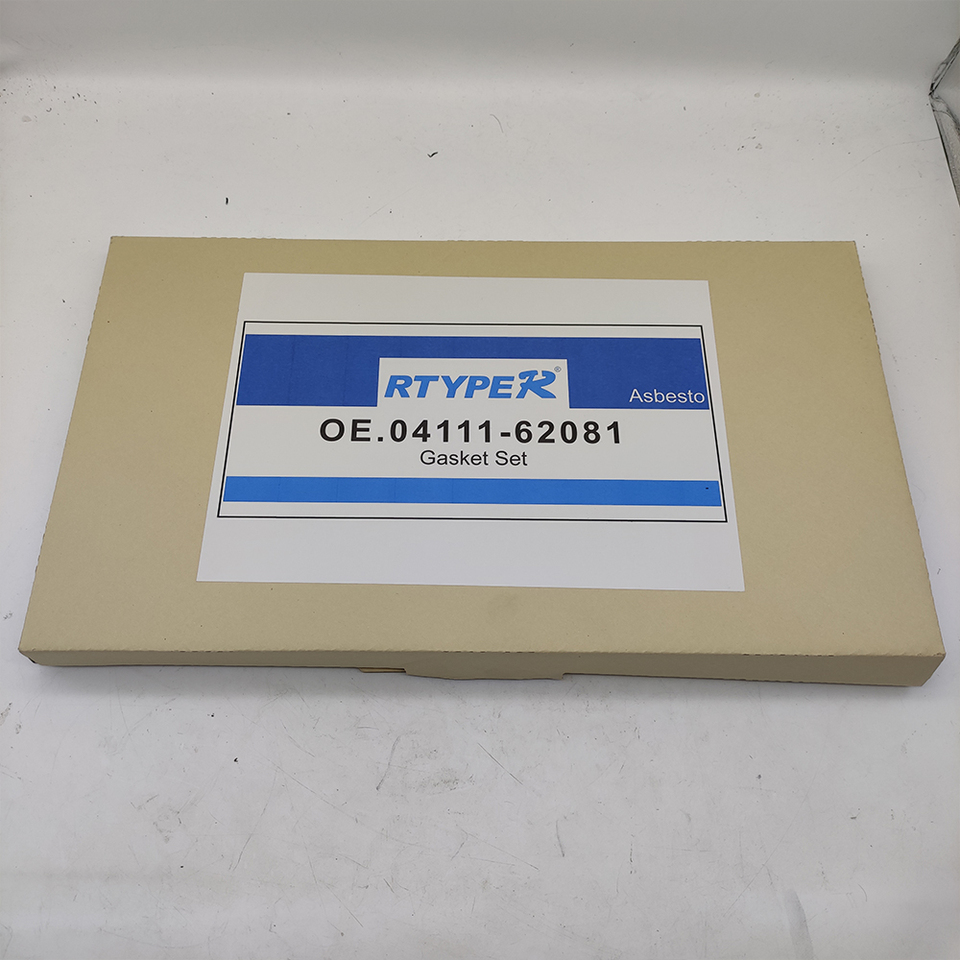 RTYPER®
Asbesto
OE.04111-62081
Gasket Set